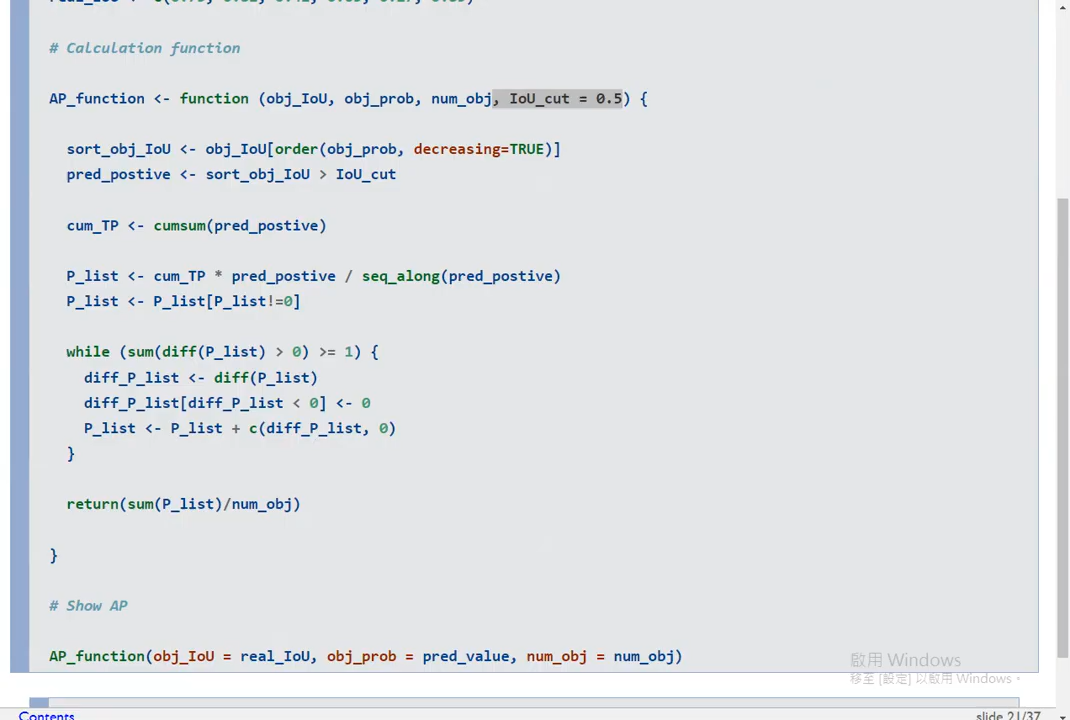 # Calculation function
AP_function <- function (obj_IoU, obj_prob, num_obj, IoU_cut = 0.5) {
sort_obj_IoU <- obj_IoU[order(obj_prob, decreasing=TRUE)]
pred_postive <- sort_obj_IoU > IoU_cut
cum_TP <- cumsum(pred_postive)
P_list <- cum_TP * pred_postive / seq_along(pred_postive)
P_list <- P_list[P_list!=0]
while (sum(diff(P_list) > 0) >= 1) {
diff_P_list <- diff(P_list)
diff_P_list[diff_P_list < 0] <- 0
P_list <- P_list + c(diff_P_list, 0)
}
return(sum(P_list)/num_obj)
}
# Show AP
AP_function(obj_IoU = real_IoU, obj_prob = pred_value, num_obj = num_obj)
啟用 Windows
移至 [設定] 以啟用 Windows。
Contents
slide 21/37